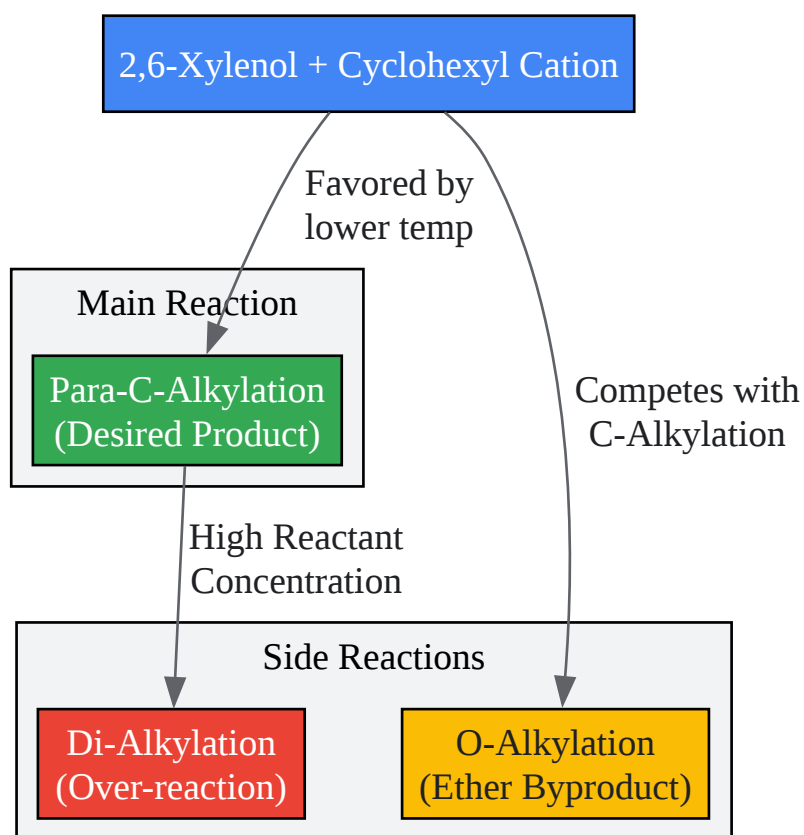 2,6-Xylenol + Cyclohexyl Cation
Favored by
lower temp
Main Reaction
Para-C-Alkylation
(Desired Product)
Competes with
C-Alkylation
High Reactant
Concentration
Side Reactions
Di-Alkylation
(Over-reaction)
O-Alkylation
(Ether Byproduct)